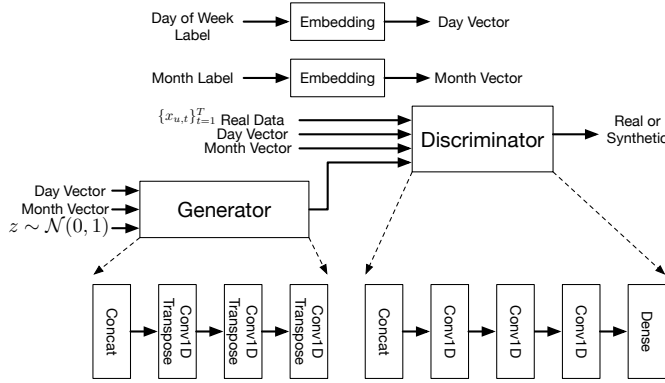 Day of Week
Label
Embedding
Day Vector
Month Label
Embedding
Month Vector
$\{x_{u,t}\}_{t=1}^{T}$ Real Data
Day Vector
Month Vector
Discriminator
Real or
Synthetic
Day Vector
Month Vector
$z \sim \mathcal{N}(0, 1)$
Generator
Concat
Conv1D
Transpose
Conv1D
Transpose
Conv1D
Transpose
Concat
Conv1D
Conv1D
Conv1D
Dense